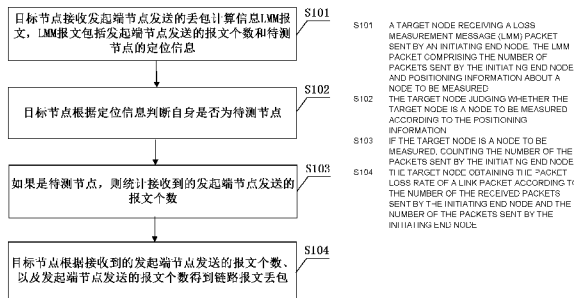 S101
目标节点接收发起端节点发送的丢包计算信息LMM报
文，LMM报文包括发起端节点发送的报文个数和待测
节点的定位信息
S102
目标节点根据定位信息判断自身是否为待测节点
S103
如果是待测节点，则统计接收到的发起端节点发送的
报文个数
S104
目标节点根据接收到的发起端节点发送的报文个数、
以及发起端节点发送的报文个数得到链路报文丢包
S101 A TARGET NODE RECEIVING A LOSS
MEASUREMENT MESSAGE (LMM) PACKET
SENT BY AN INITIATING END NODE, THE LMM
PACKET COMPRISING THE NUMBER OF
PACKETS SENT BY THE INITIATING END NODE
AND POSITIONING INFORMATION ABOUT A
NODE TO BE MEASURED
S102 THE TARGET NODE JUDGING WHETHER THE
TARGET NODE IS A NODE TO BE MEASURED
ACCORDING TO THE POSITIONING
INFORMATION
S103 IF THE TARGET NODE IS A NODE TO BE
MEASURED, COUNTING THE NUMBER OF THE
PACKETS SENT BY THE INITIATING END NODE
S104 THE TARGET NODE OBTAINING THE PACKET
LOSS RATE OF A LINK PACKET ACCORDING TO
THE NUMBER OF THE RECEIVED PACKETS
SENT BY THE INITIATING END NODE AND THE
NUMBER OF THE PACKETS SENT BY THE
INITIATING END NODE